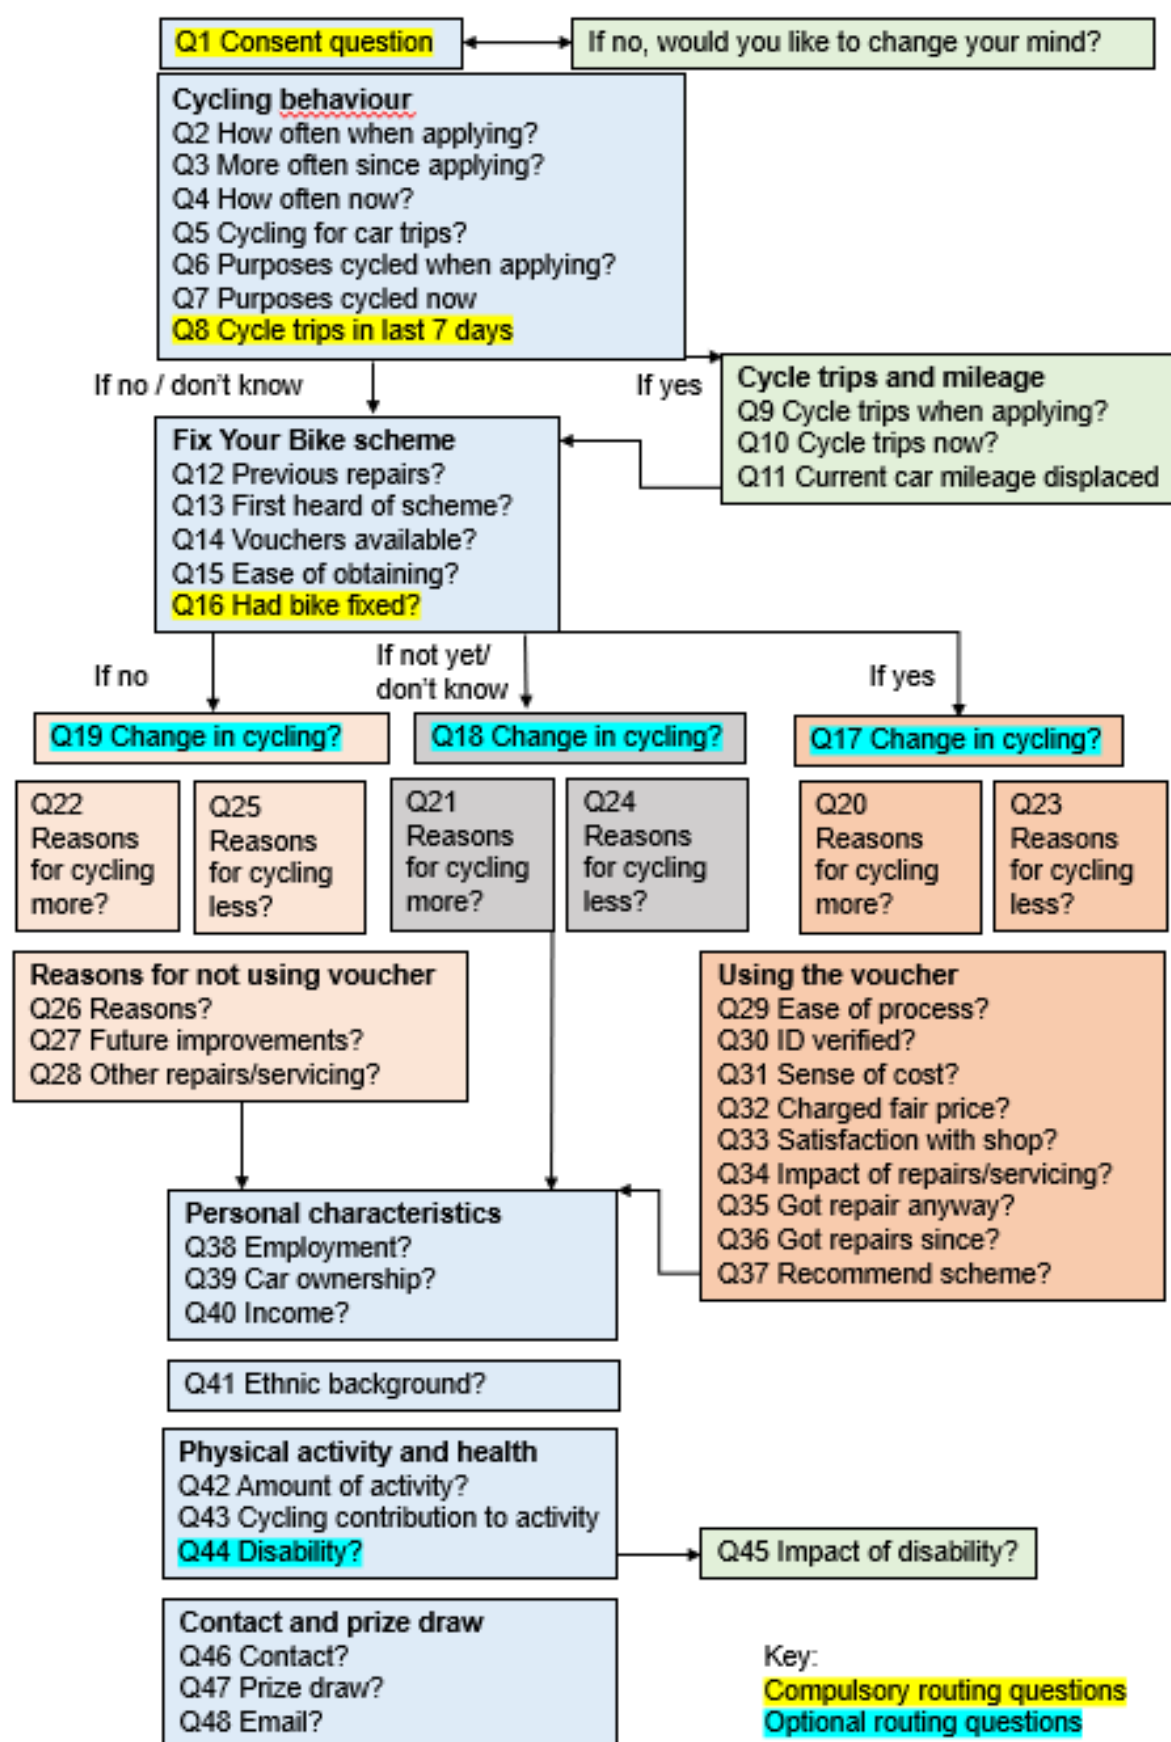 Q1 Consent question
If no, would you like to change your mind?
Cycling behaviour
Q2 How often when applying?
Q3 More often since applying?
Q4 How often now?
Q5 Cycling for car trips?
Q6 Purposes cycled when applying?
Q7 Purposes cycled now
Q8 Cycle trips in last 7 days
If no / don't know
If yes
Cycle trips and mileage
Q9 Cycle trips when applying?
Q10 Cycle trips now?
Q11 Current car mileage displaced
Fix Your Bike scheme
Q12 Previous repairs?
Q13 First heard of scheme?
Q14 Vouchers available?
Q15 Ease of obtaining?
Q16 Had bike fixed?
If no
If not yet/
don't know
If yes
Q19 Change in cycling?
Q18 Change in cycling?
Q17 Change in cycling?
Q22
Reasons
for cycling
more?
Q25
Reasons
for cycling
less?
Q21
Reasons
for cycling
more?
Q24
Reasons
for cycling
less?
Q20
Reasons
for cycling
more?
Q23
Reasons
for cycling
less?
Reasons for not using voucher
Q26 Reasons?
Q27 Future improvements?
Q28 Other repairs/servicing?
Using the voucher
Q29 Ease of process?
Q30 ID verified?
Q31 Sense of cost?
Q32 Charged fair price?
Q33 Satisfaction with shop?
Q34 Impact of repairs/servicing?
Q35 Got repair anyway?
Q36 Got repairs since?
Q37 Recommend scheme?
Personal characteristics
Q38 Employment?
Q39 Car ownership?
Q40 Income?
Q41 Ethnic background?
Physical activity and health
Q42 Amount of activity?
Q43 Cycling contribution to activity
Q44 Disability?
Q45 Impact of disability?
Contact and prize draw
Q46 Contact?
Q47 Prize draw?
Q48 Email?
Key:
Compulsory routing questions
Optional routing questions